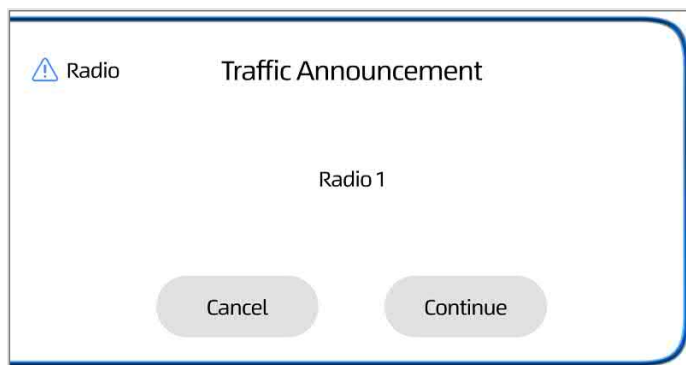 Radio
Traffic Announcement
Radio 1
Cancel
Continue